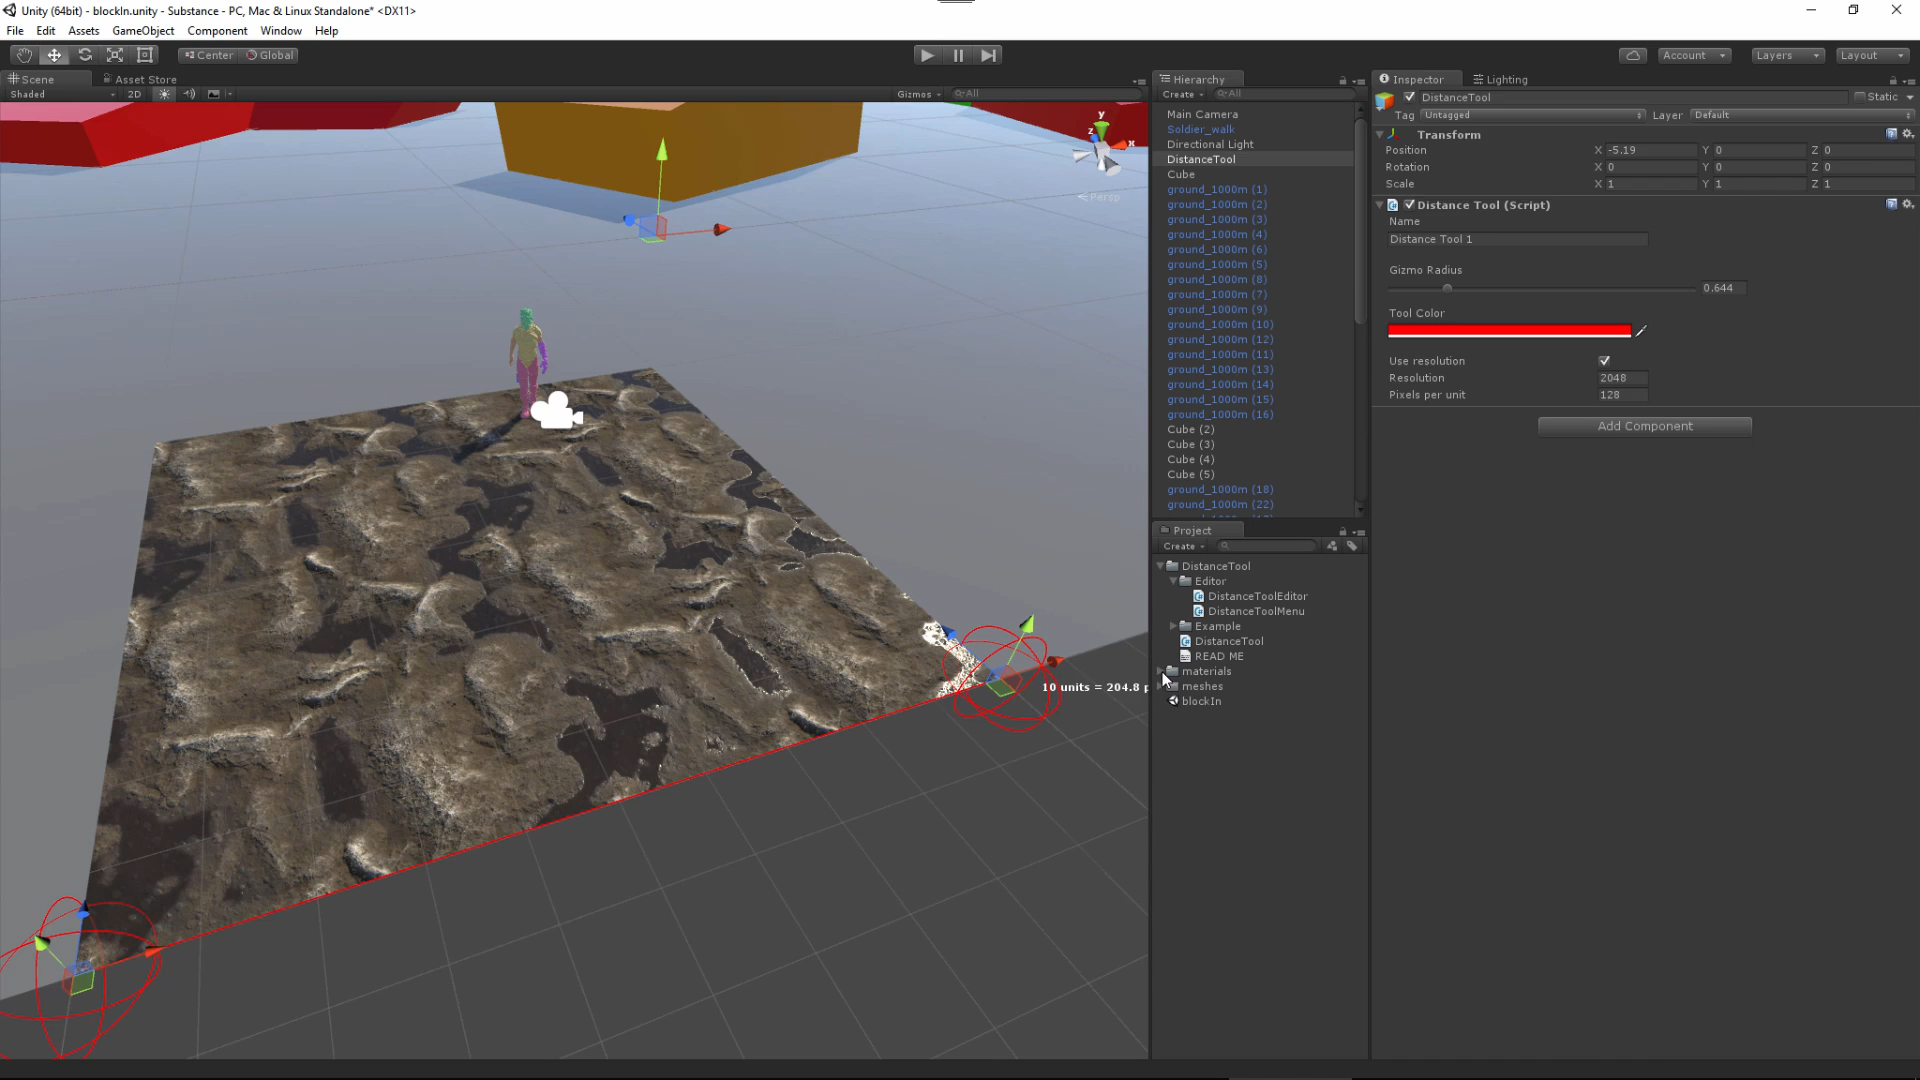 Unity (64bit) - blockIn.unity - Substance - PC, Mac & Linux Standalone* <DX11>
File Edit Assets GameObject Component Window Help
Center Global Account Layers Layout
Scene Asset Store
Shaded 2D Gizmos All
y
z x
Persp
10 units = 204.8 p
Hierarchy
Create All
Main Camera
Soldier_walk
Directional Light
DistanceTool
Cube
ground_1000m (1)
ground_1000m (2)
ground_1000m (3)
ground_1000m (4)
ground_1000m (6)
ground_1000m (5)
ground_1000m (8)
ground_1000m (7)
ground_1000m (9)
ground_1000m (10)
ground_1000m (12)
ground_1000m (11)
ground_1000m (13)
ground_1000m (14)
ground_1000m (15)
ground_1000m (16)
Cube (2)
Cube (3)
Cube (4)
Cube (5)
ground_1000m (18)
ground_1000m (22)
Project
Create
DistanceTool
Editor
DistanceToolEditor
DistanceToolMenu
Example
DistanceTool
READ ME
materials
meshes
blockIn
Inspector Lighting
DistanceTool Static
Tag Untagged Layer Default
Transform
Position X -5.19 Y 0 Z 0
Rotation X 0 Y 0 Z 0
Scale X 1 Y 1 Z 1
Distance Tool (Script)
Name
Distance Tool 1
Gizmo Radius
0.644
Tool Color
Use resolution
Resolution 2048
Pixels per unit 128
Add Component